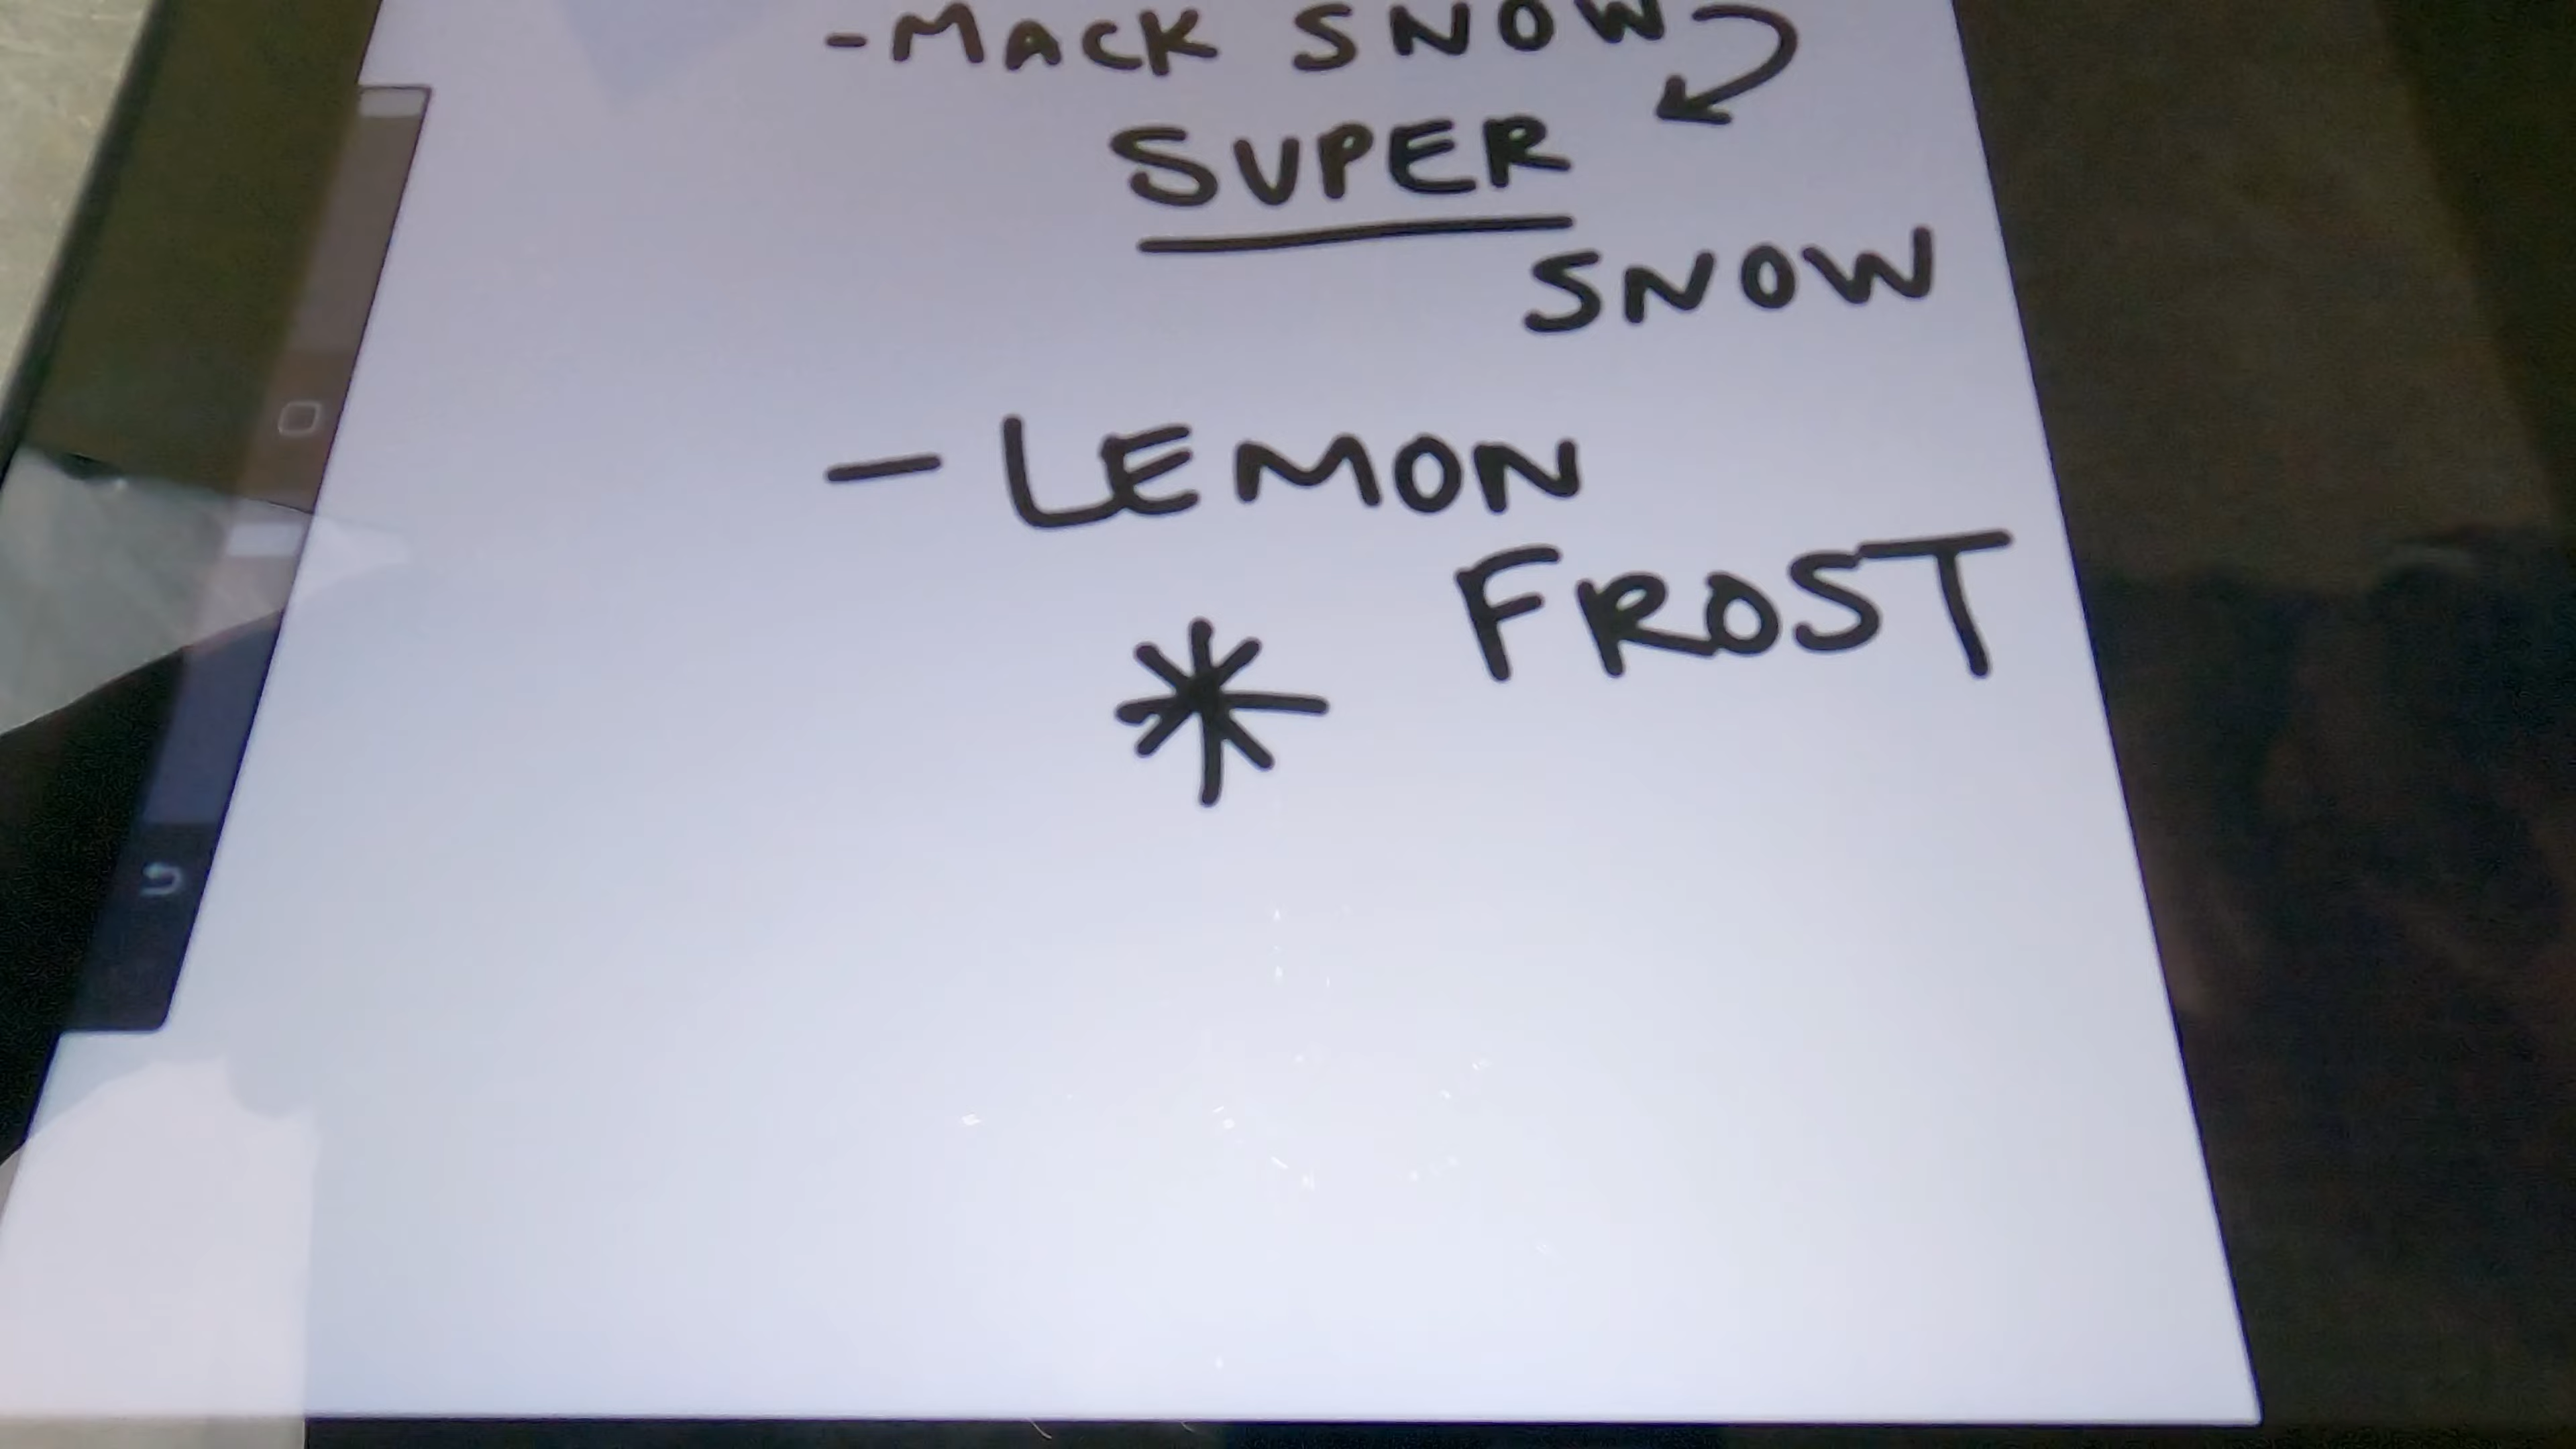 -MACK SNOW
SUPER
SNOW
- LEMON
FROST
*